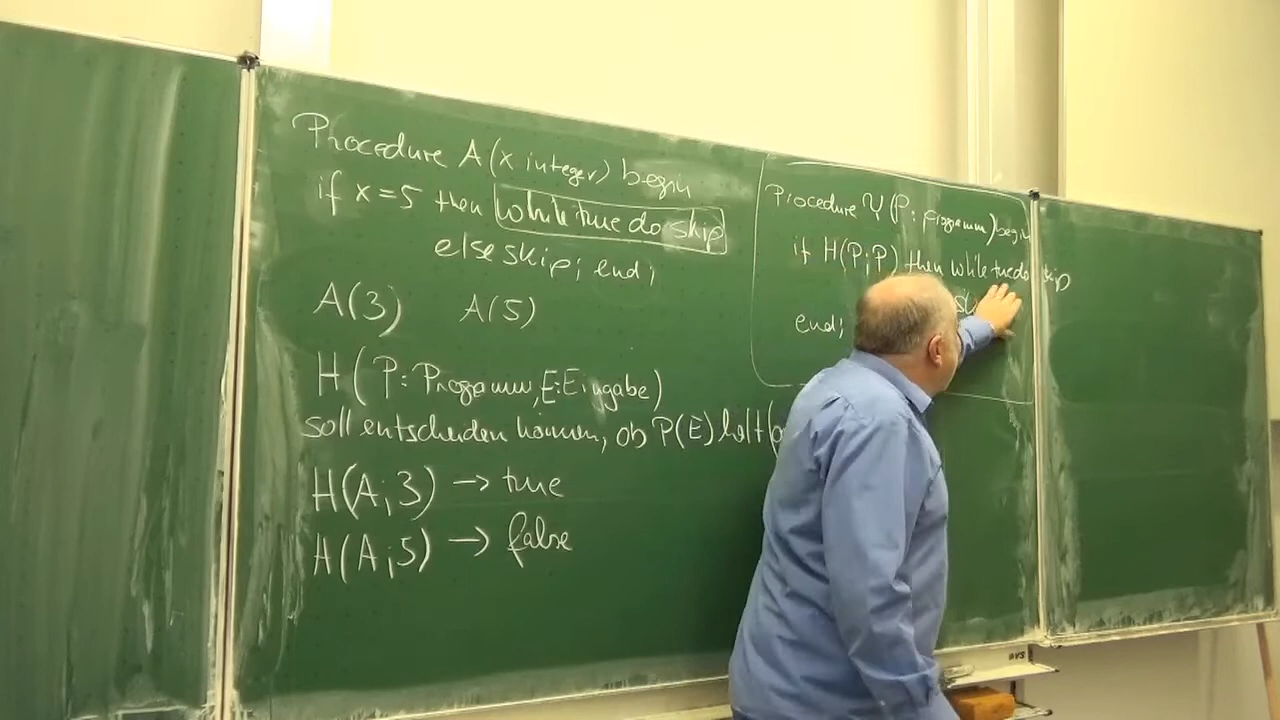 Procedure A(x integer) begin
if x=5 then while true do skip
else skip; end;
A(3) A(5)
H(P: Programm, E: Eingabe)
soll entscheiden können, ob P(E) hält
H(A;3) → true
H(A;5) → false
Procedure Y(P: programm) begin
if H(P;P) then while true do skip
end;